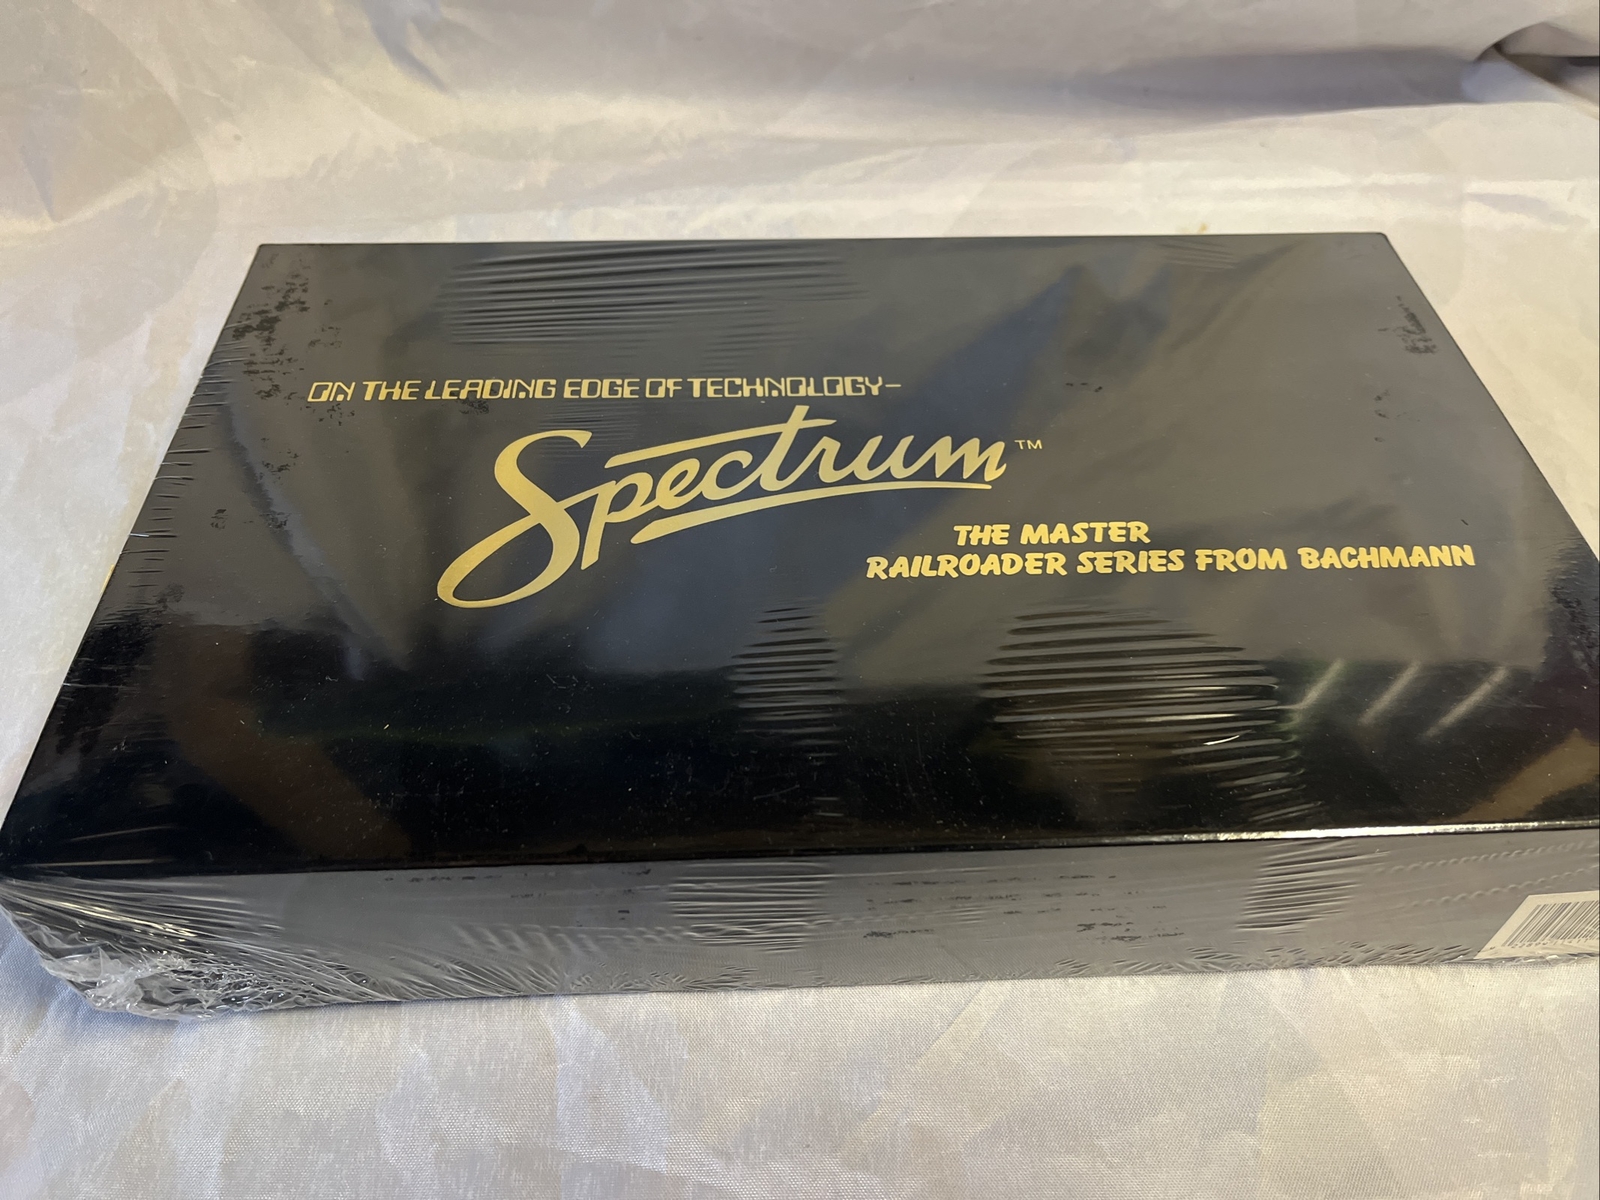 ON THE LEADING EDGE OF TECHNOLOGY–
Spectrum™
THE MASTER
RAILROADER SERIES FROM BACHMANN